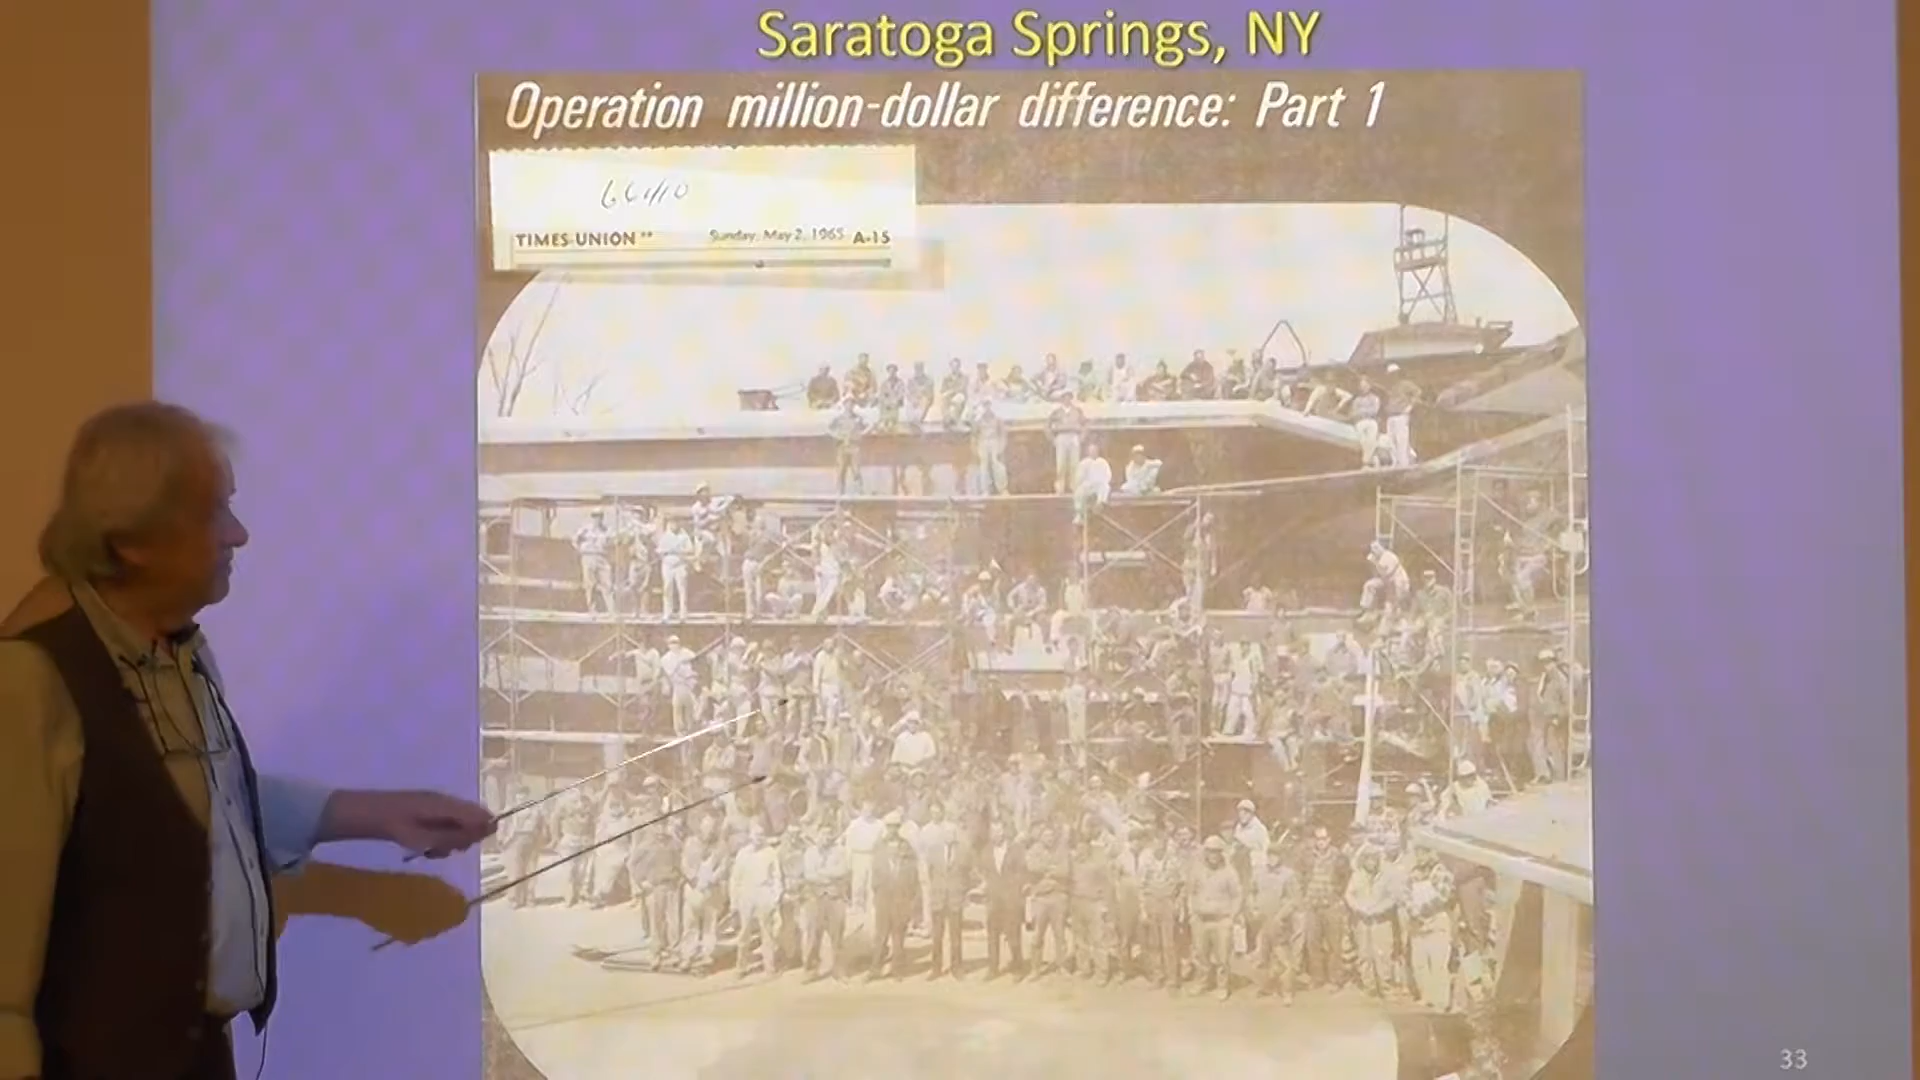 Saratoga Springs, NY
Operation million-dollar difference: Part 1
TIMES-UNION ** Sunday, May 2, 1965 A-15
33